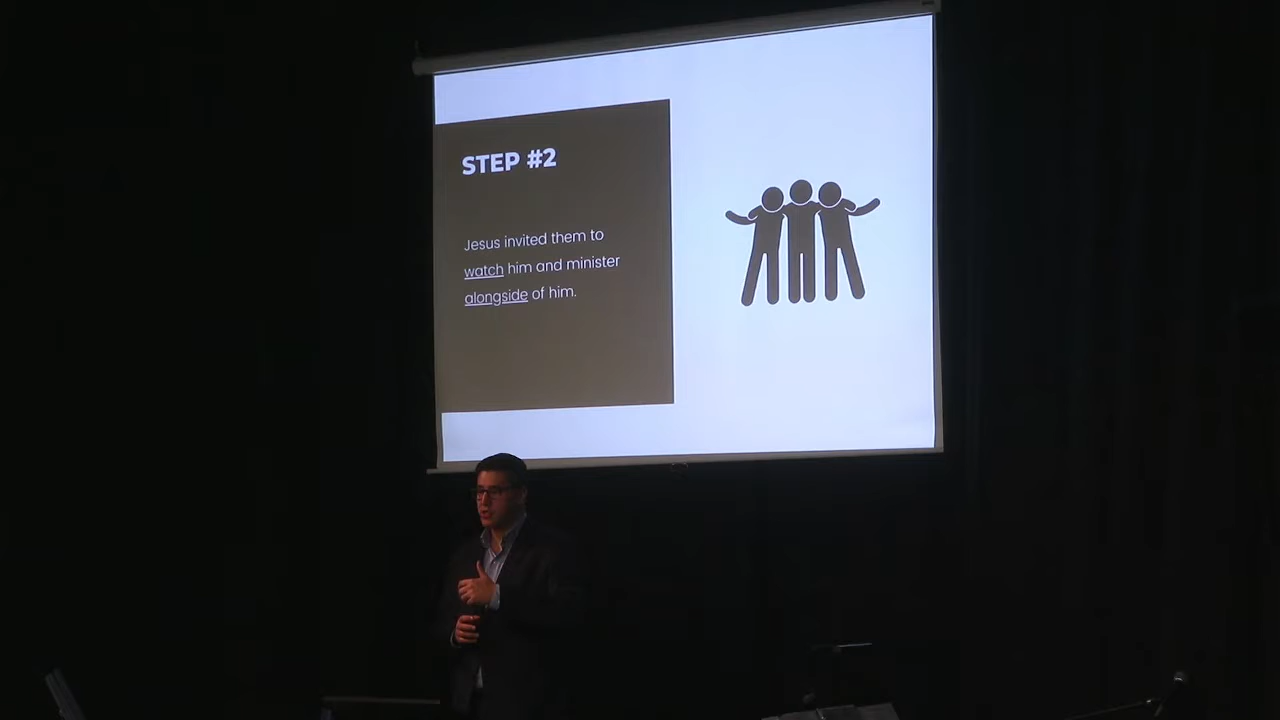 STEP #2
Jesus invited them to
watch him and minister
alongside of him.